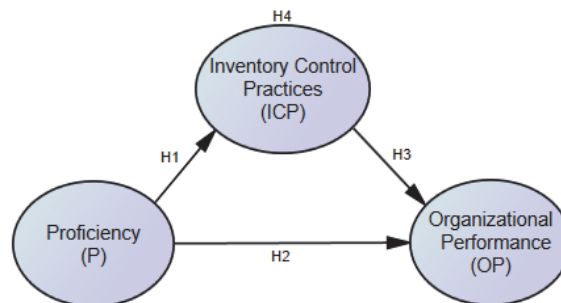 H4
Inventory Control
Practices
(ICP)
H1
H3
Proficiency
(P)
H2
Organizational
Performance
(OP)